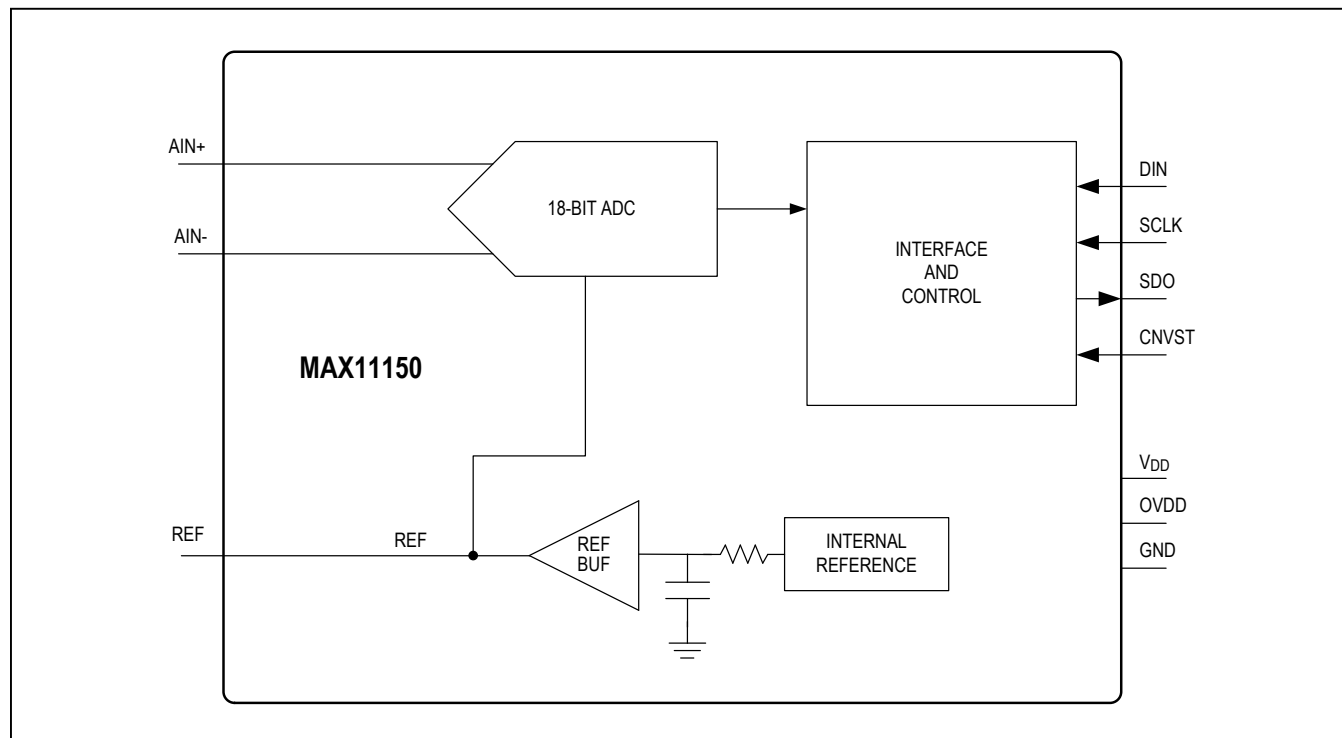 AIN+
AIN-
18-BIT ADC
INTERFACE
AND
CONTROL
DIN
SCLK
SDO
CNVST
MAX11150
VDD
OVDD
GND
REF
REF
REF
BUF
INTERNAL
REFERENCE